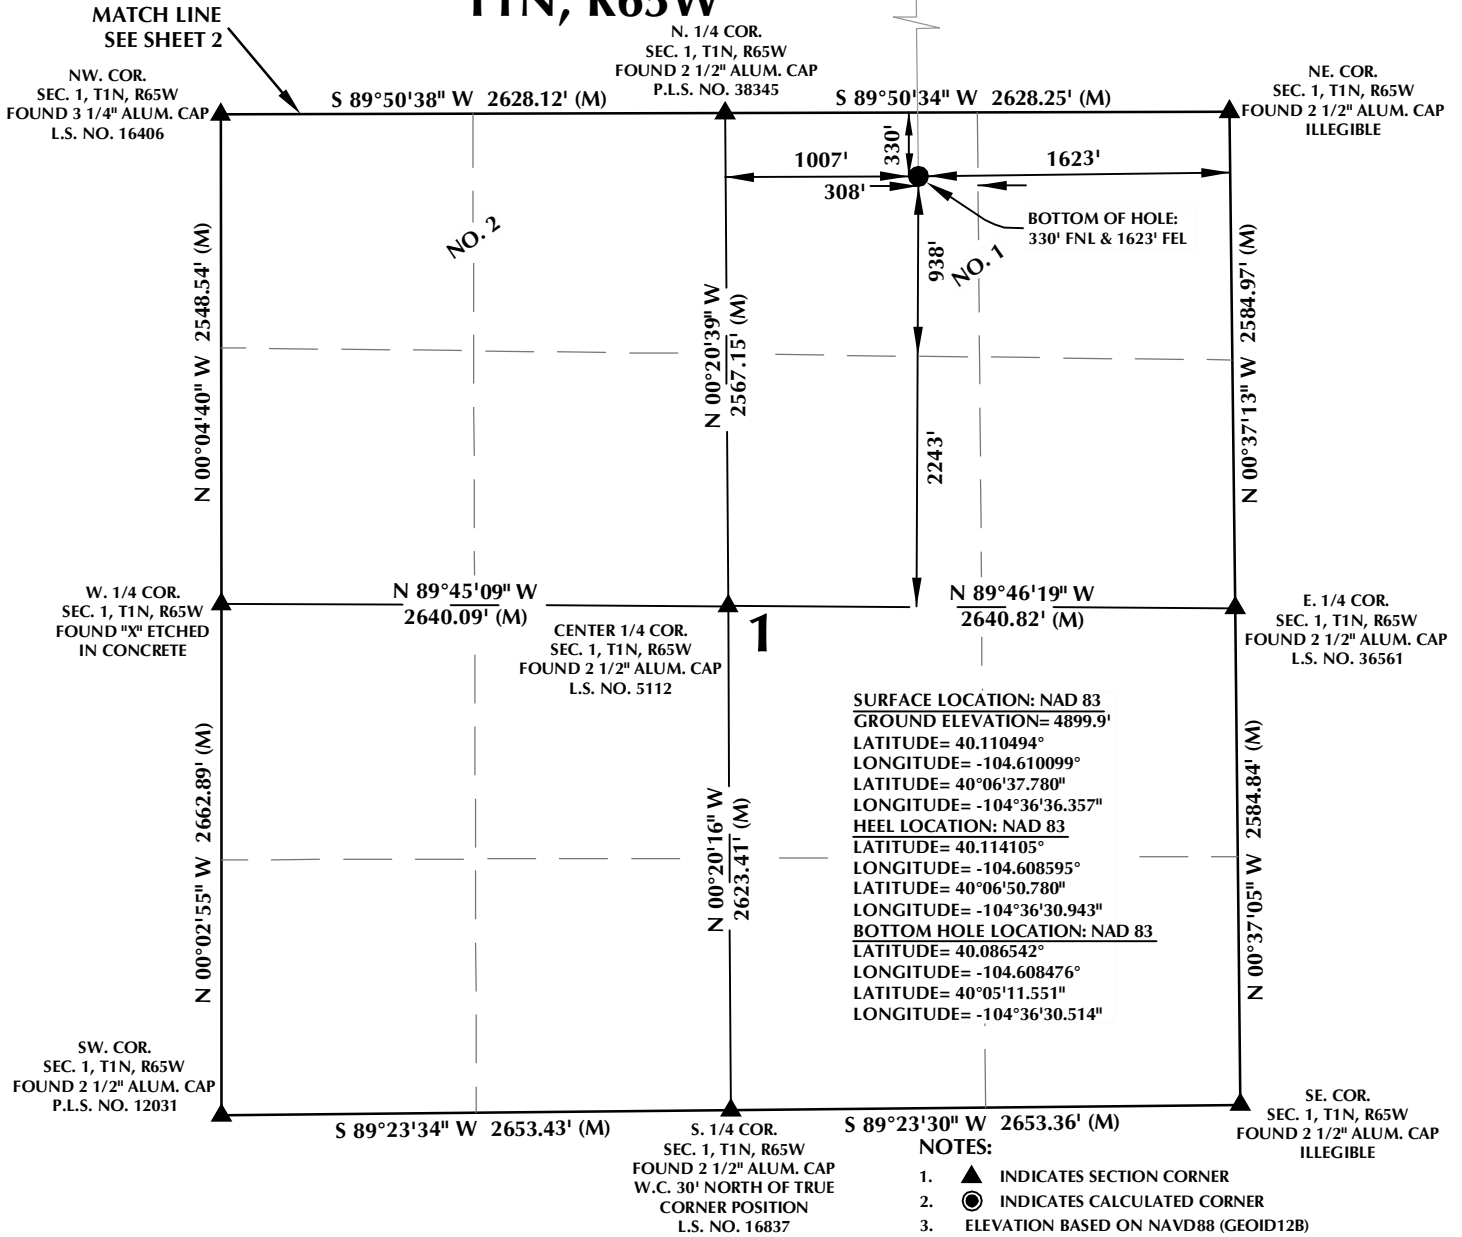 T1N, R65W
MATCH LINE
SEE SHEET 2
NW. COR.
SEC. 1, T1N, R65W
FOUND 3 1/4" ALUM. CAP
L.S. NO. 16406
N. 1/4 COR.
SEC. 1, T1N, R65W
FOUND 2 1/2" ALUM. CAP
P.L.S. NO. 38345
NE. COR.
SEC. 1, T1N, R65W
FOUND 2 1/2" ALUM. CAP
ILLEGIBLE
S 89°50'38" W 2628.12' (M)
S 89°50'34" W 2628.25' (M)
330'
1007'
1623'
308'
BOTTOM OF HOLE:
330' FNL & 1623' FEL
NO. 2
NO. 1
938'
N 00°04'40" W 2548.54' (M)
N 00°20'39" W
2567.15' (M)
N 00°37'13" W 2584.97' (M)
2243'
W. 1/4 COR.
SEC. 1, T1N, R65W
FOUND "X" ETCHED
IN CONCRETE
N 89°45'09" W
2640.09' (M)
N 89°46'19" W
2640.82' (M)
E. 1/4 COR.
SEC. 1, T1N, R65W
FOUND 2 1/2" ALUM. CAP
L.S. NO. 36561
CENTER 1/4 COR.
SEC. 1, T1N, R65W
FOUND 2 1/2" ALUM. CAP
L.S. NO. 5112
1
SURFACE LOCATION: NAD 83
GROUND ELEVATION= 4899.9'
LATITUDE= 40.110494°
LONGITUDE= -104.610099°
LATITUDE= 40°06'37.780"
LONGITUDE= -104°36'36.357"
HEEL LOCATION: NAD 83
LATITUDE= 40.114105°
LONGITUDE= -104.608595°
LATITUDE= 40°06'50.780"
LONGITUDE= -104°36'30.943"
BOTTOM HOLE LOCATION: NAD 83
LATITUDE= 40.086542°
LONGITUDE= -104.608476°
LATITUDE= 40°05'11.551"
LONGITUDE= -104°36'30.514"
N 00°02'55" W 2662.89' (M)
N 00°20'16" W
2623.41' (M)
N 00°37'05" W 2584.84' (M)
SW. COR.
SEC. 1, T1N, R65W
FOUND 2 1/2" ALUM. CAP
P.L.S. NO. 12031
S 89°23'34" W 2653.43' (M)
S 89°23'30" W 2653.36' (M)
S. 1/4 COR.
SEC. 1, T1N, R65W
FOUND 2 1/2" ALUM. CAP
W.C. 30' NORTH OF TRUE
CORNER POSITION
L.S. NO. 16837
SE. COR.
SEC. 1, T1N, R65W
FOUND 2 1/2" ALUM. CAP
ILLEGIBLE
NOTES:
1. INDICATES SECTION CORNER
2. INDICATES CALCULATED CORNER
3. ELEVATION BASED ON NAVD88 (GEOID12B)